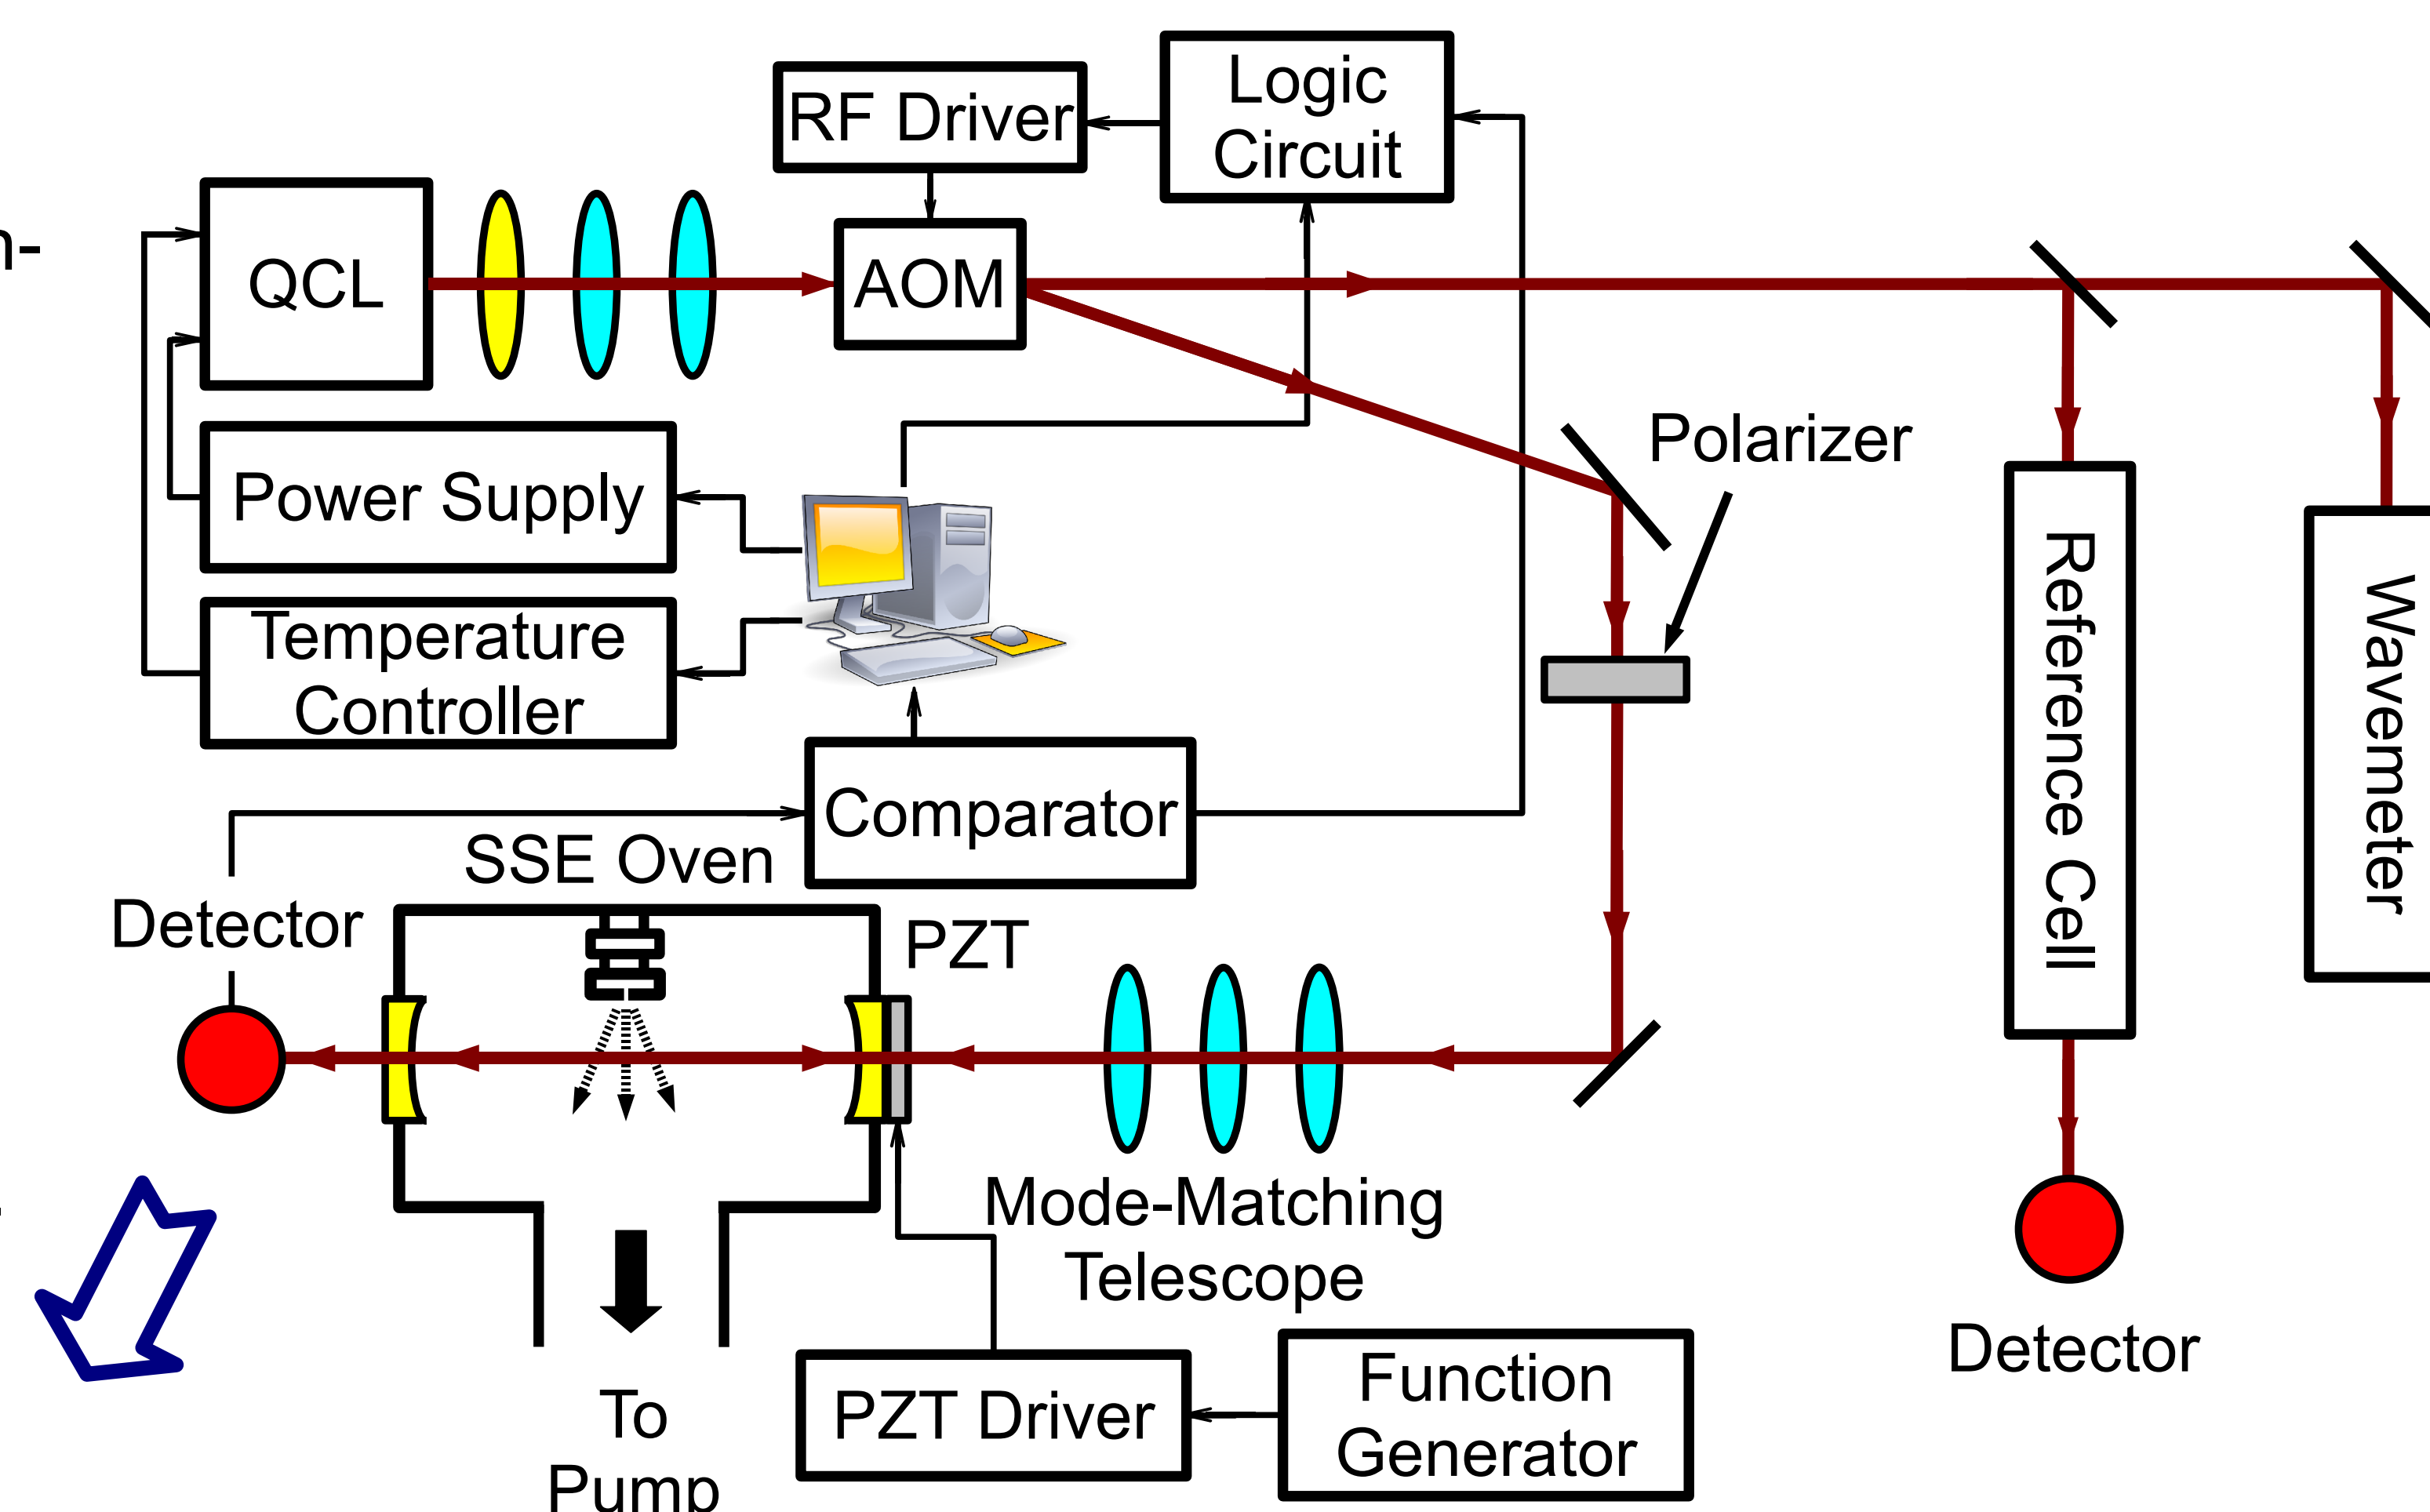 Logic
Circuit
RF Driver
n-
QCL
AOM
Polarizer
Power Supply
Temperature
Controller
Reference Cell
Wavemeter
Comparator
SSE Oven
Detector
PZT
Mode-Matching
Telescope
To
Pump
PZT Driver
Function
Generator
Detector